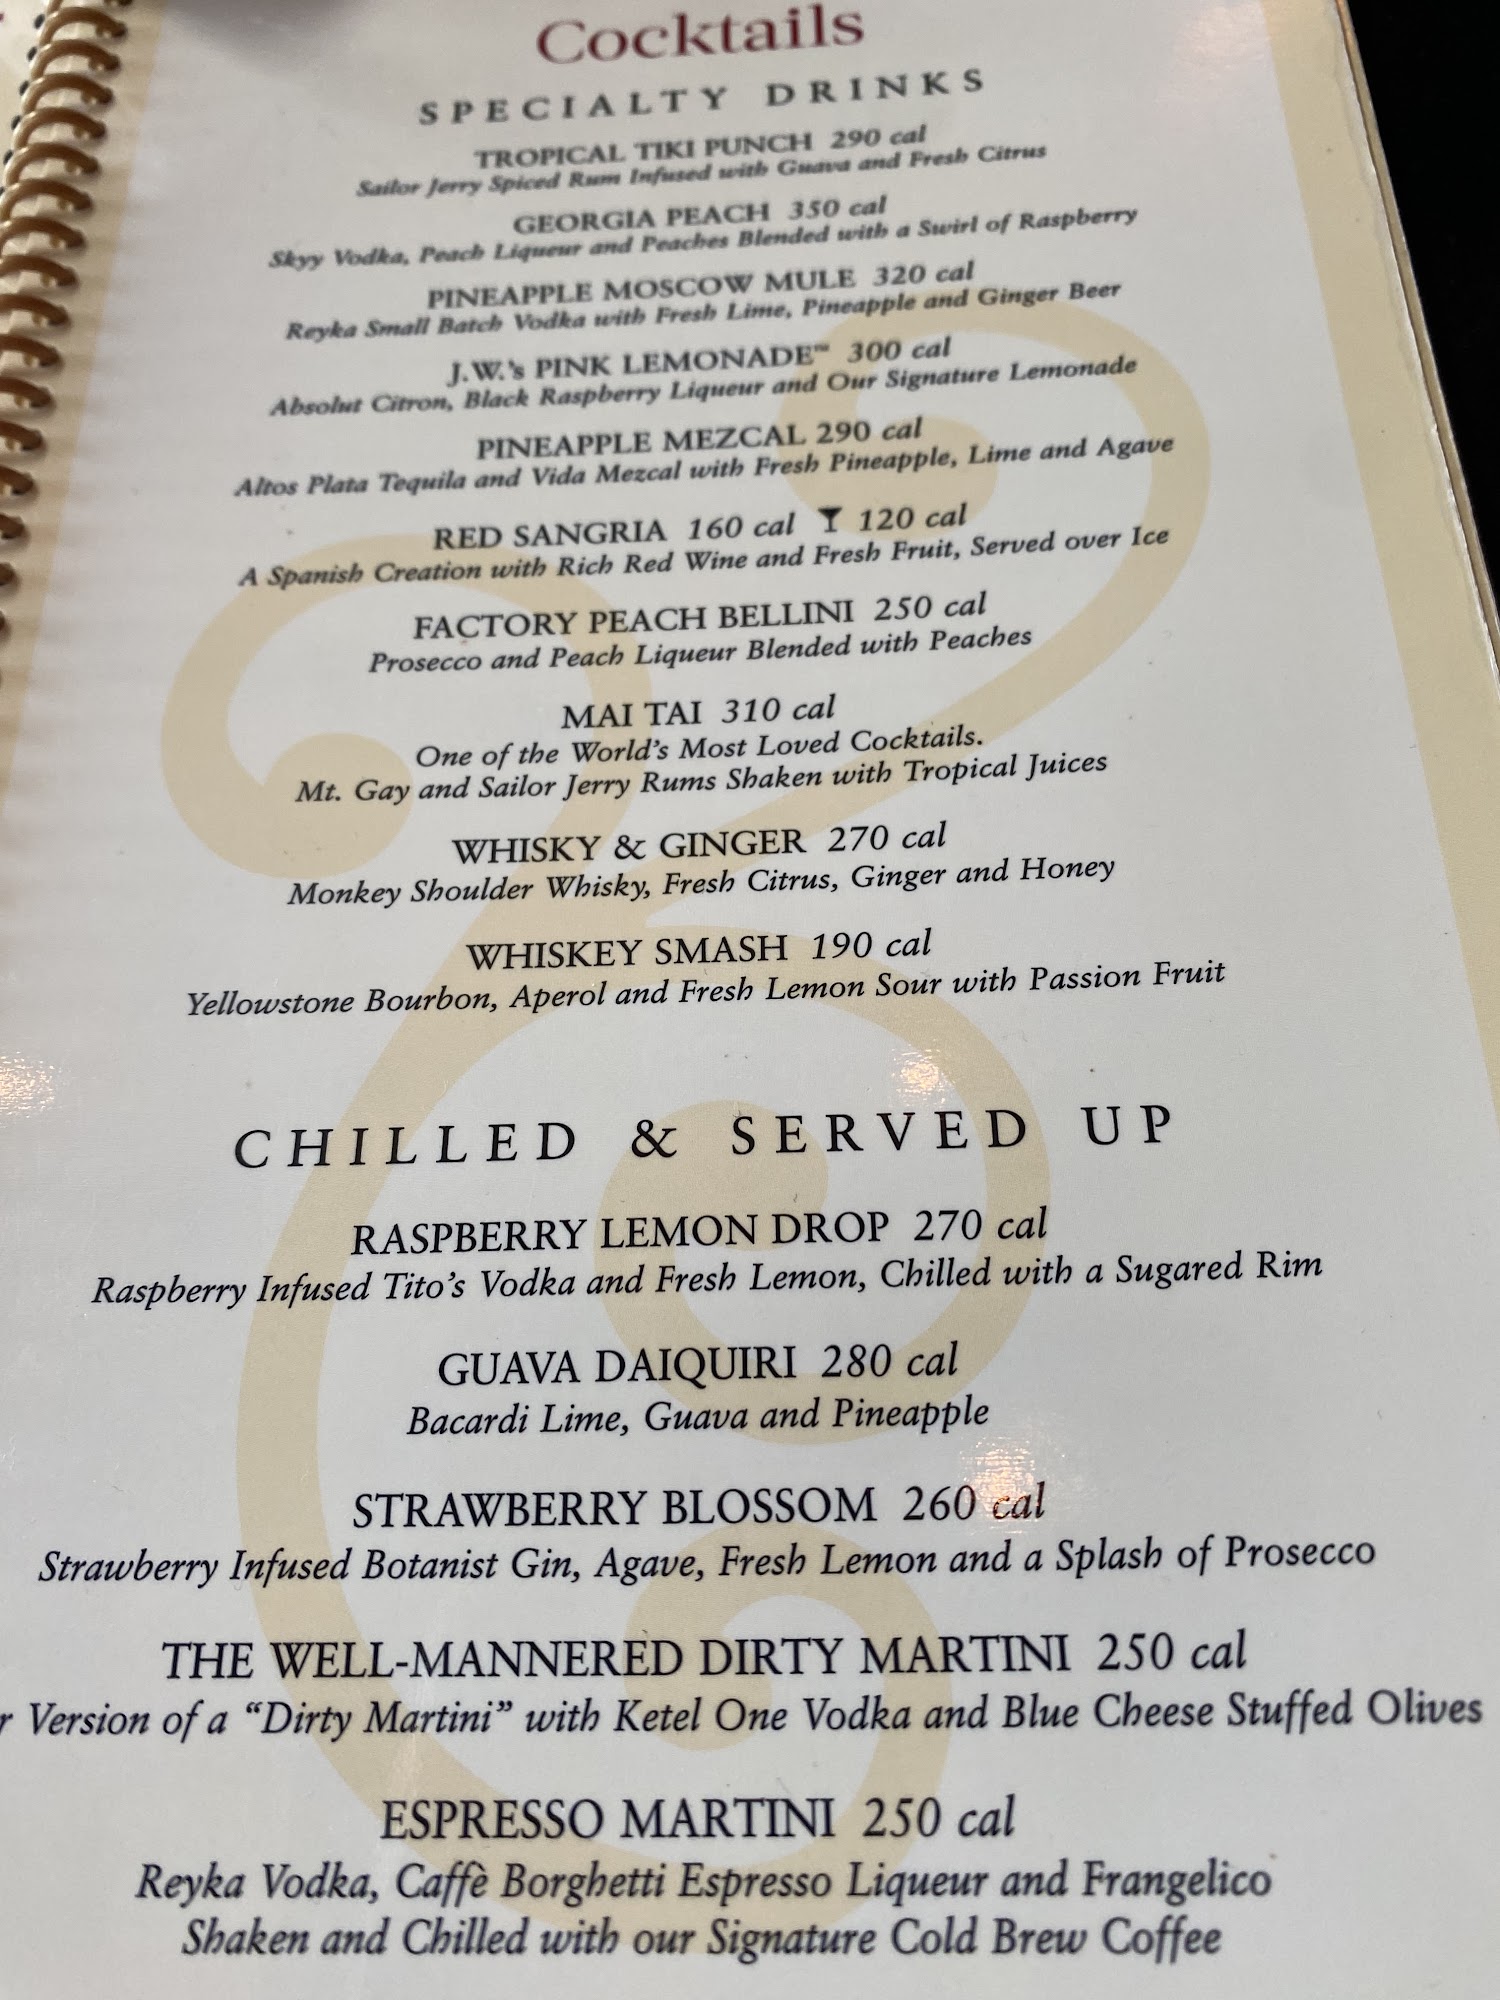 Cocktails
SPECIALTY DRINKS
TROPICAL TIKI PUNCH 290 cal
Sailor Jerry Spiced Rum Infused with Guava and Fresh Citrus
GEORGIA PEACH 350 cal
Skyy Vodka, Peach Liqueur and Peaches Blended with a Swirl of Raspberry
PINEAPPLE MOSCOW MULE 320 cal
Reyka Small Batch Vodka with Fresh Lime, Pineapple and Ginger Beer
J.W.'s PINK LEMONADE™ 300 cal
Absolut Citron, Black Raspberry Liqueur and Our Signature Lemonade
PINEAPPLE MEZCAL 290 cal
Altos Plata Tequila and Vida Mezcal with Fresh Pineapple, Lime and Agave
RED SANGRIA 160 cal 120 cal
A Spanish Creation with Rich Red Wine and Fresh Fruit, Served over Ice
FACTORY PEACH BELLINI 250 cal
Prosecco and Peach Liqueur Blended with Peaches
MAI TAI 310 cal
One of the World's Most Loved Cocktails.
Mt. Gay and Sailor Jerry Rums Shaken with Tropical Juices
WHISKY & GINGER 270 cal
Monkey Shoulder Whisky, Fresh Citrus, Ginger and Honey
WHISKEY SMASH 190 cal
Yellowstone Bourbon, Aperol and Fresh Lemon Sour with Passion Fruit
CHILLED & SERVED UP
RASPBERRY LEMON DROP 270 cal
Raspberry Infused Tito's Vodka and Fresh Lemon, Chilled with a Sugared Rim
GUAVA DAIQUIRI 280 cal
Bacardi Lime, Guava and Pineapple
STRAWBERRY BLOSSOM 260 cal
Strawberry Infused Botanist Gin, Agave, Fresh Lemon and a Splash of Prosecco
THE WELL-MANNERED DIRTY MARTINI 250 cal
r Version of a "Dirty Martini" with Ketel One Vodka and Blue Cheese Stuffed Olives
ESPRESSO MARTINI 250 cal
Reyka Vodka, Caffè Borghetti Espresso Liqueur and Frangelico
Shaken and Chilled with our Signature Cold Brew Coffee